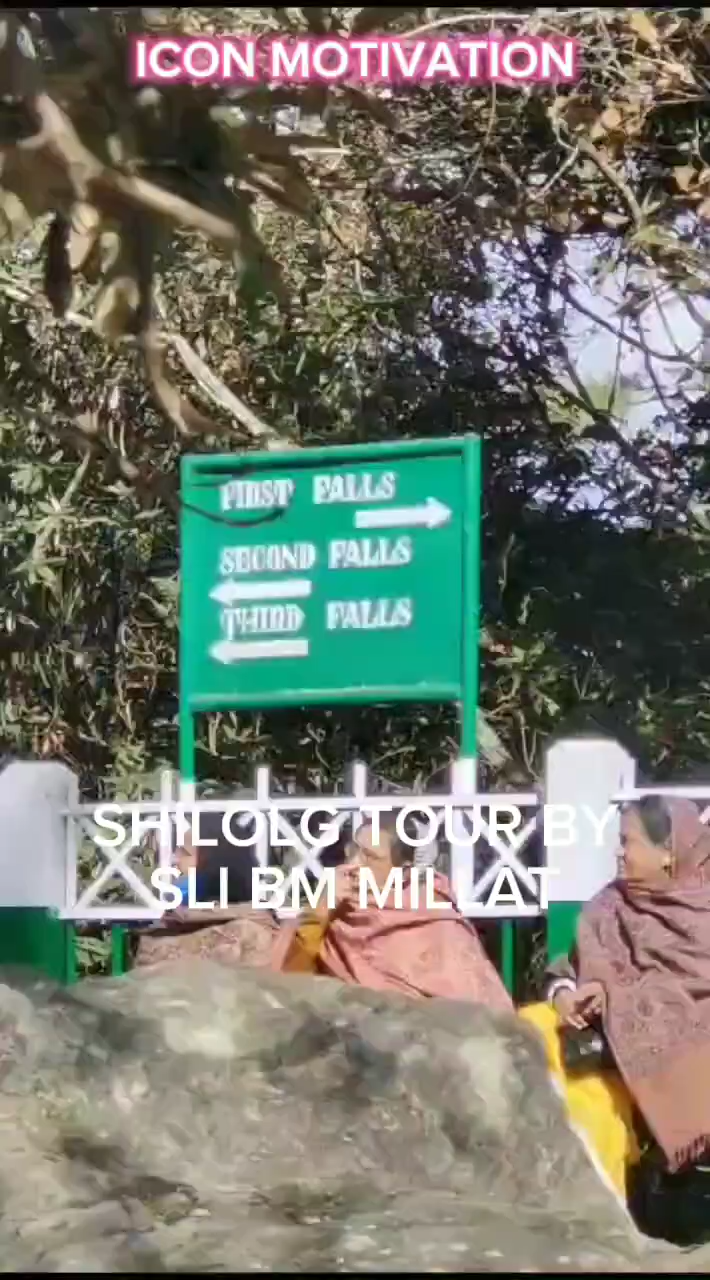 ICON MOTIVATION
FIRST FALLS
SECOND FALLS
THIRD FALLS
SHILOLG TOUR BY
SLI BM MILLAT